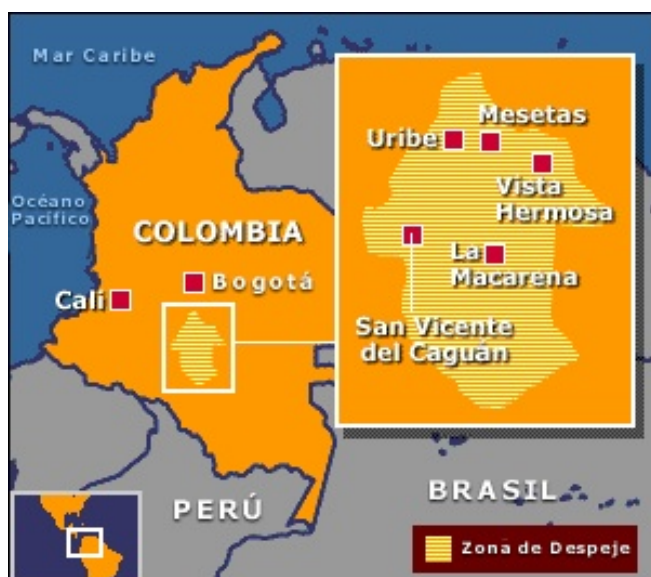 Mar Caribe
Océano
Pacífico
COLOMBIA
Bogotá
Cali
PERÚ
BRASIL
Mesetas
Uribe
Vista
Hermosa
La
Macarena
San Vicente
del Caguán
Zona de Despeje